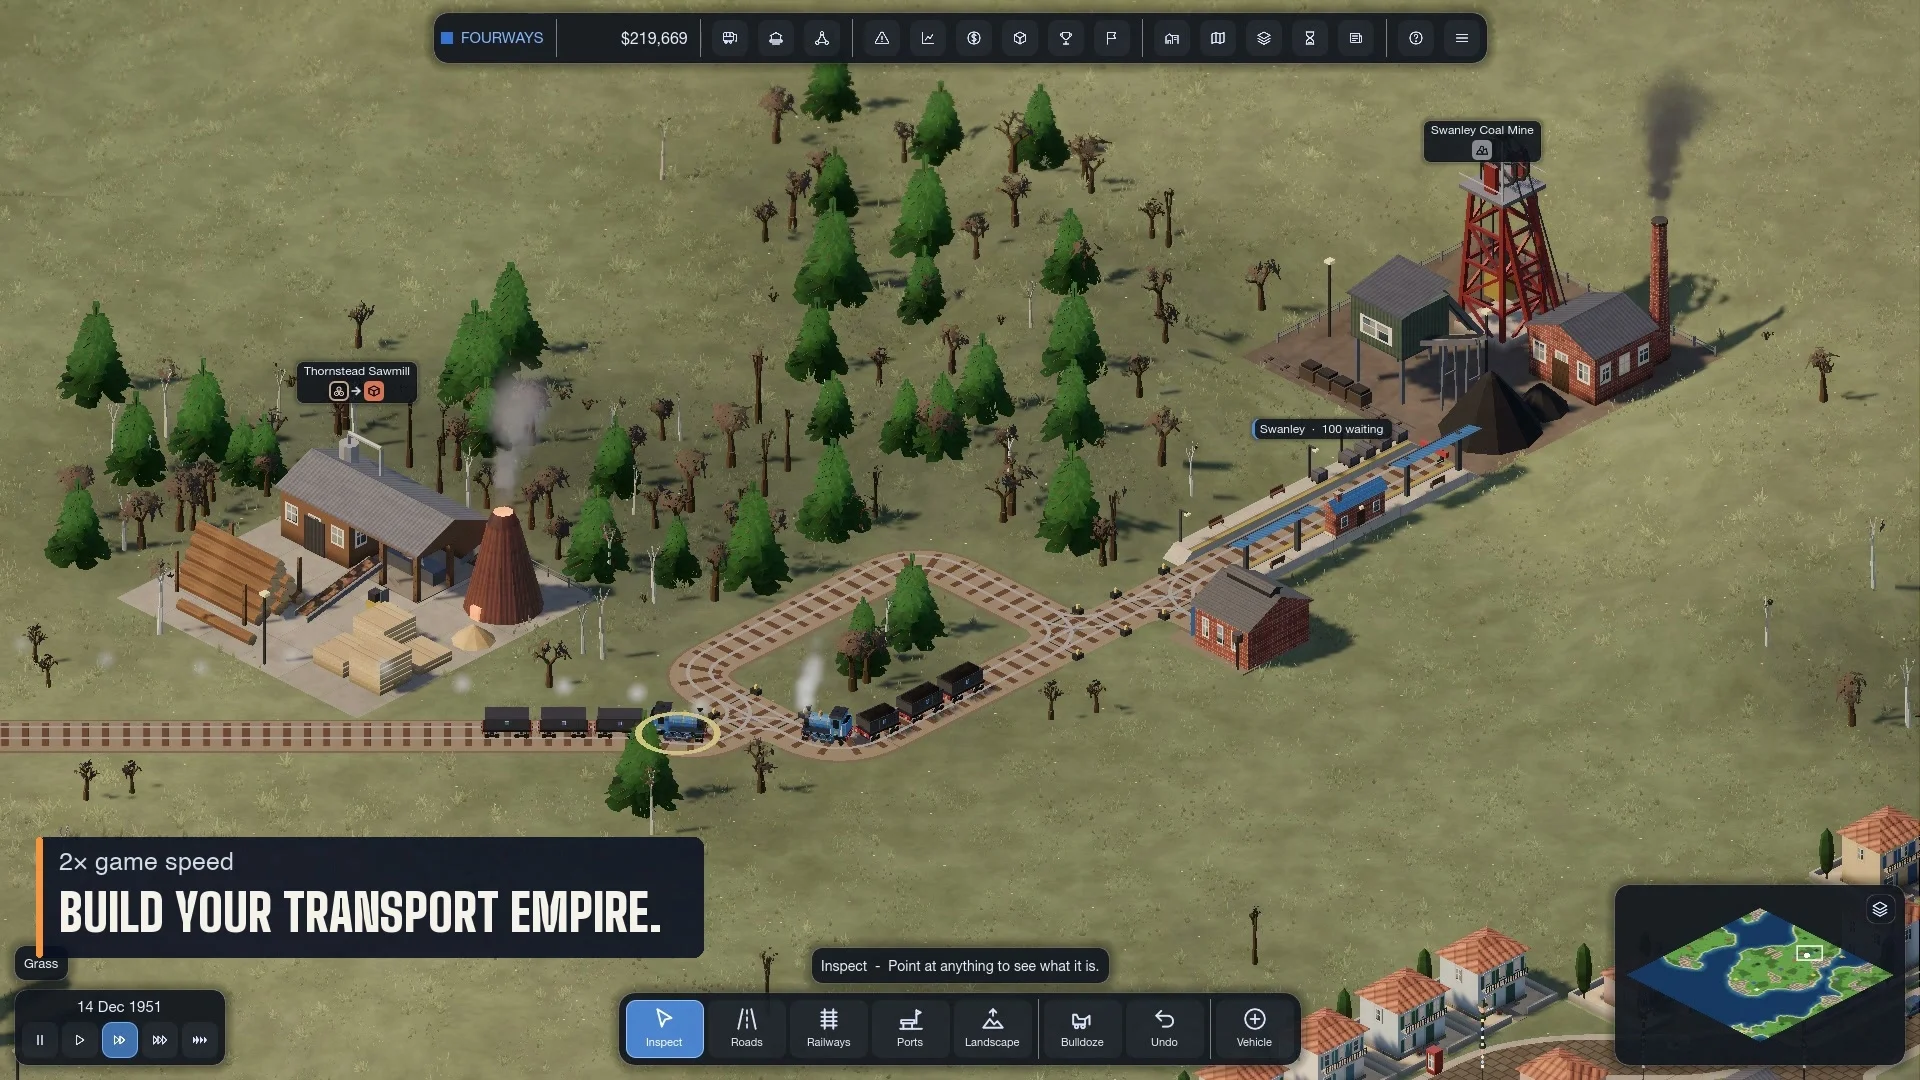 FOURWAYS
$219,669
Swanley Coal Mine
Thornstead Sawmill
Swanley · 100 waiting
2× game speed
BUILD YOUR TRANSPORT EMPIRE.
Grass
Inspect - Point at anything to see what it is.
14 Dec 1951
Inspect
Roads
Railways
Ports
Landscape
Bulldoze
Undo
Vehicle